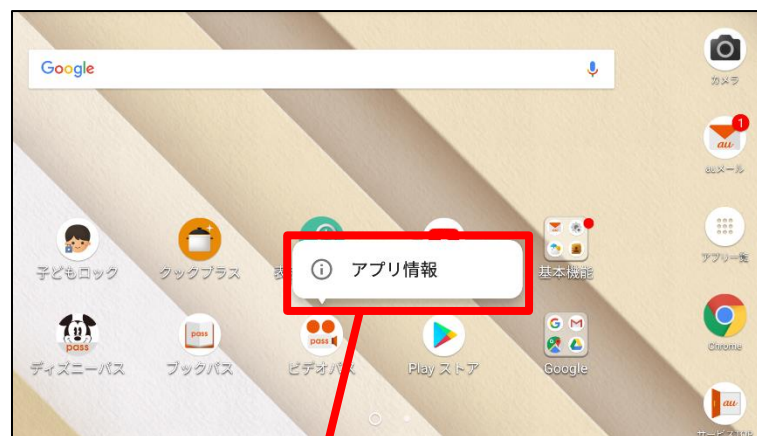 Google
カメラ
1
au
auメール
子どもロック
クックプラス
アプリ情報
基本機能
アプリ一覧
pass
ディズニーパス
pass
ブックパス
pass
ビデオパス
Play ストア
G M
Google
Chrome
au